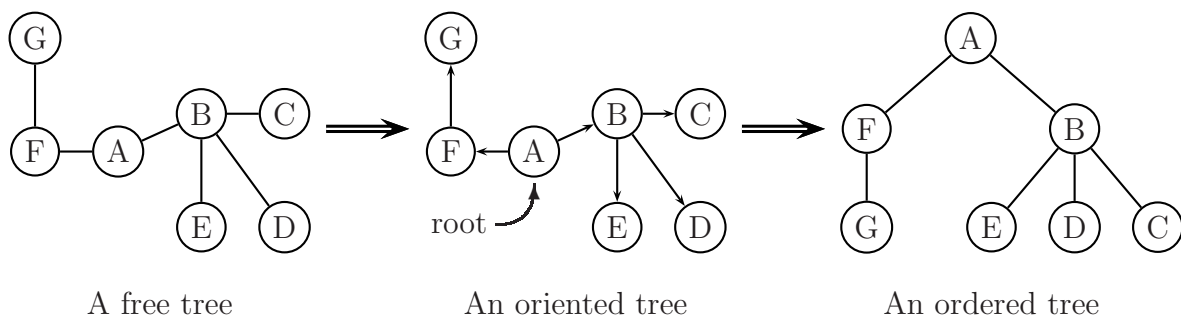 G
F
A
B
C
E
D
A free tree
G
F
A
B
C
root
E
D
An oriented tree
A
F
B
G
E
D
C
An ordered tree